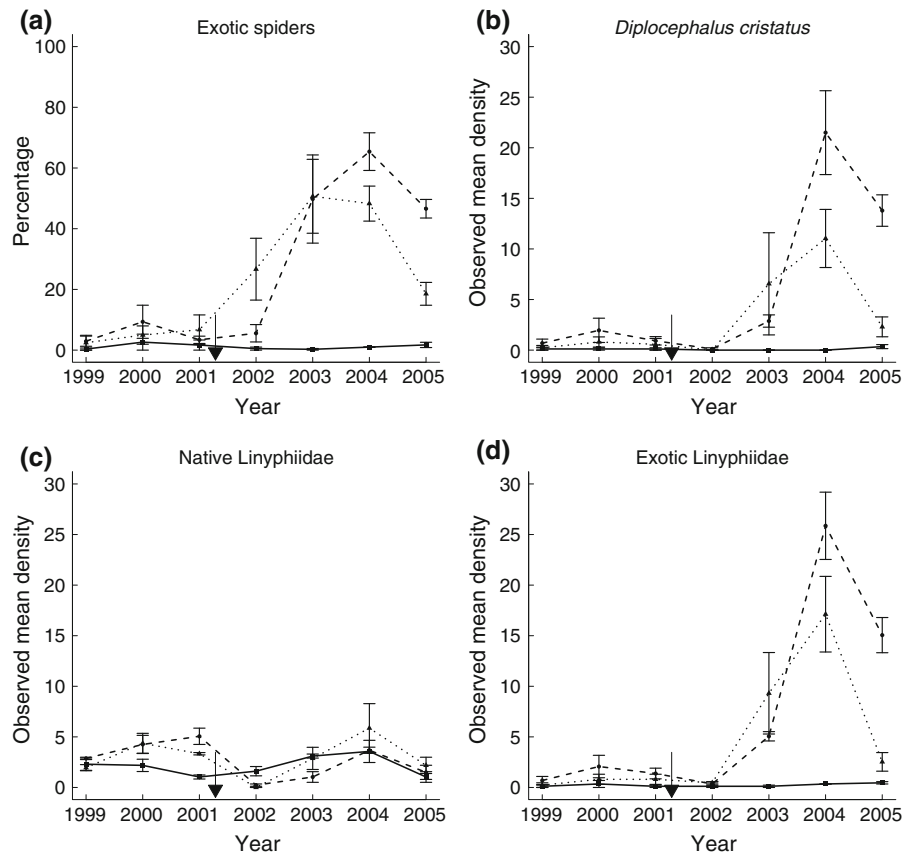 (a)
Exotic spiders
Percentage
100
80
60
40
20
0
1999 2000 2001 2002 2003 2004 2005
Year
(b)
Diplocephalus cristatus
Observed mean density
30
25
20
15
10
5
0
1999 2000 2001 2002 2003 2004 2005
Year
(c)
Native Linyphiidae
Observed mean density
30
25
20
15
10
5
0
1999 2000 2001 2002 2003 2004 2005
Year
(d)
Exotic Linyphiidae
Observed mean density
30
25
20
15
10
5
0
1999 2000 2001 2002 2003 2004 2005
Year